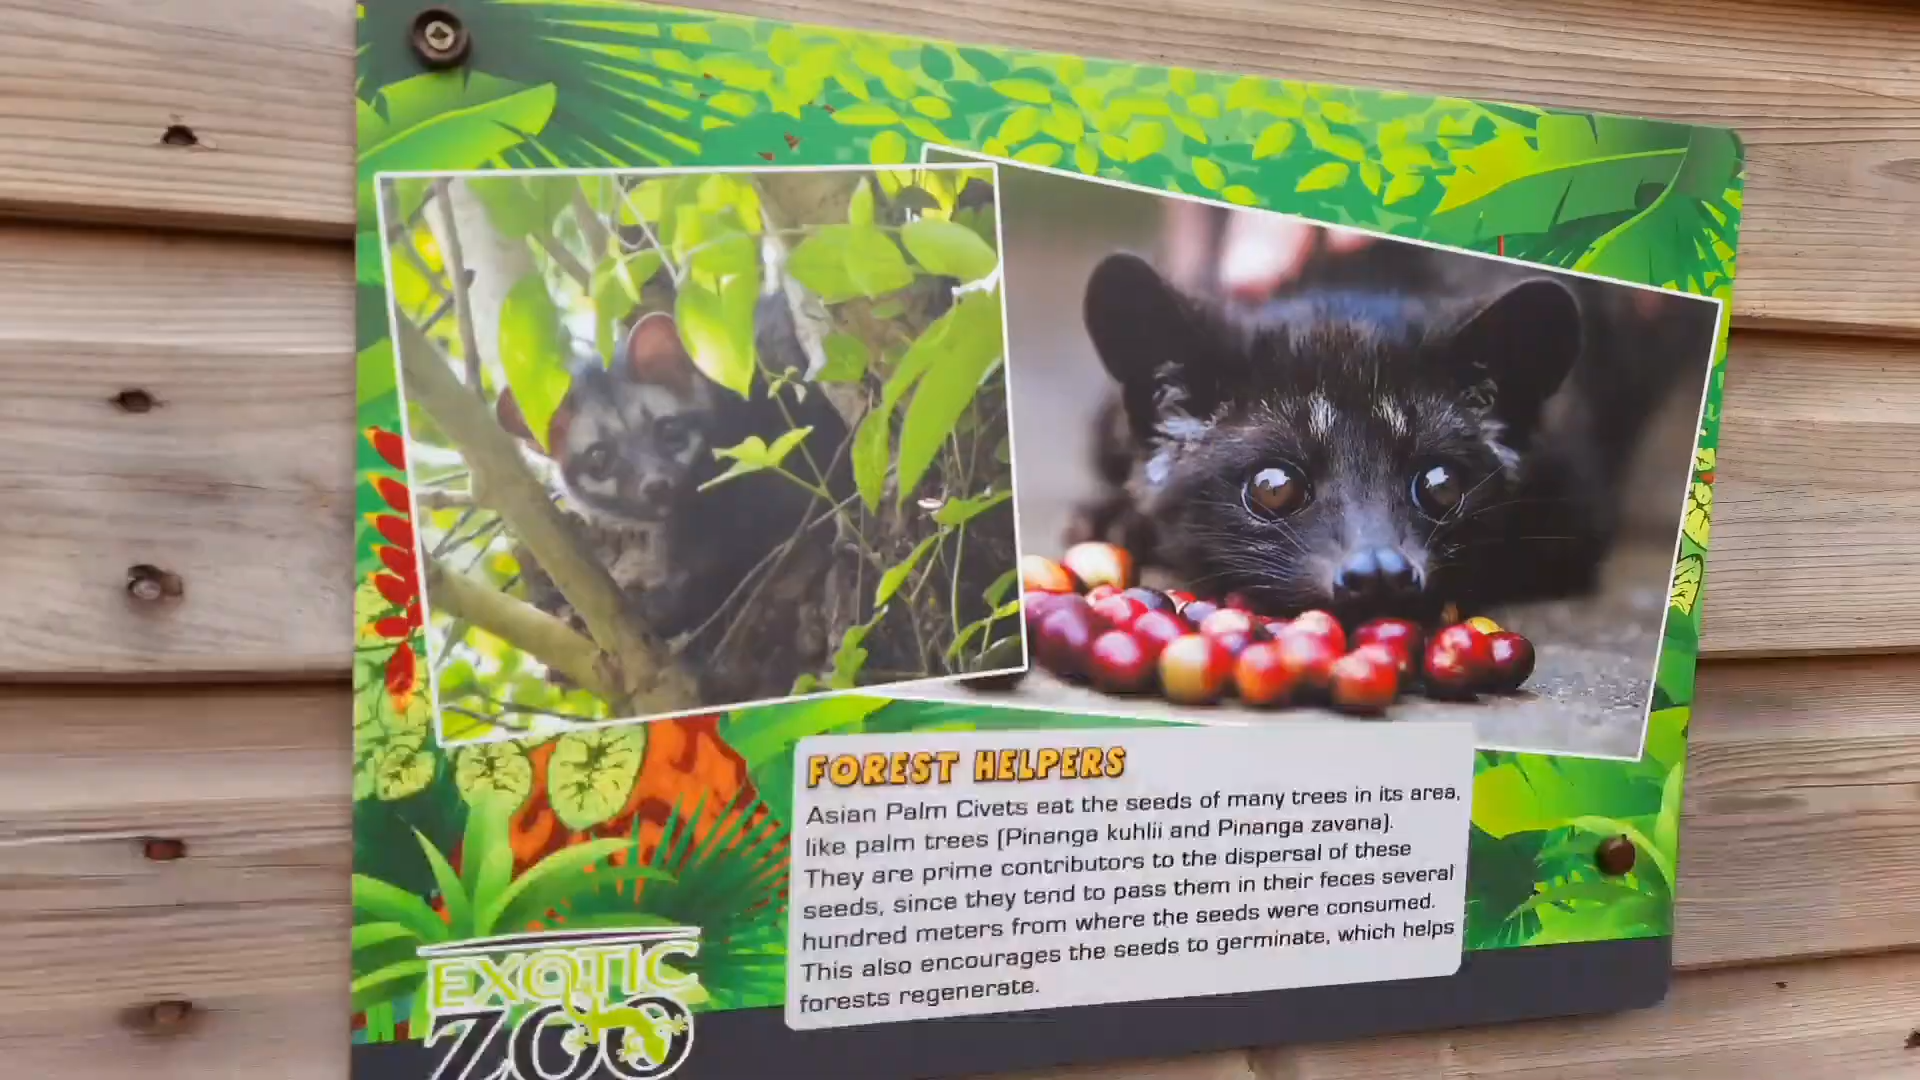 FOREST HELPERS
Asian Palm Civets eat the seeds of many trees in its area,
like palm trees (Pinanga kuhlii and Pinanga zavana).
They are prime contributors to the dispersal of these
seeds, since they tend to pass them in their feces several
hundred meters from where the seeds were consumed.
This also encourages the seeds to germinate, which helps
forests regenerate.
EXOTIC
ZOO